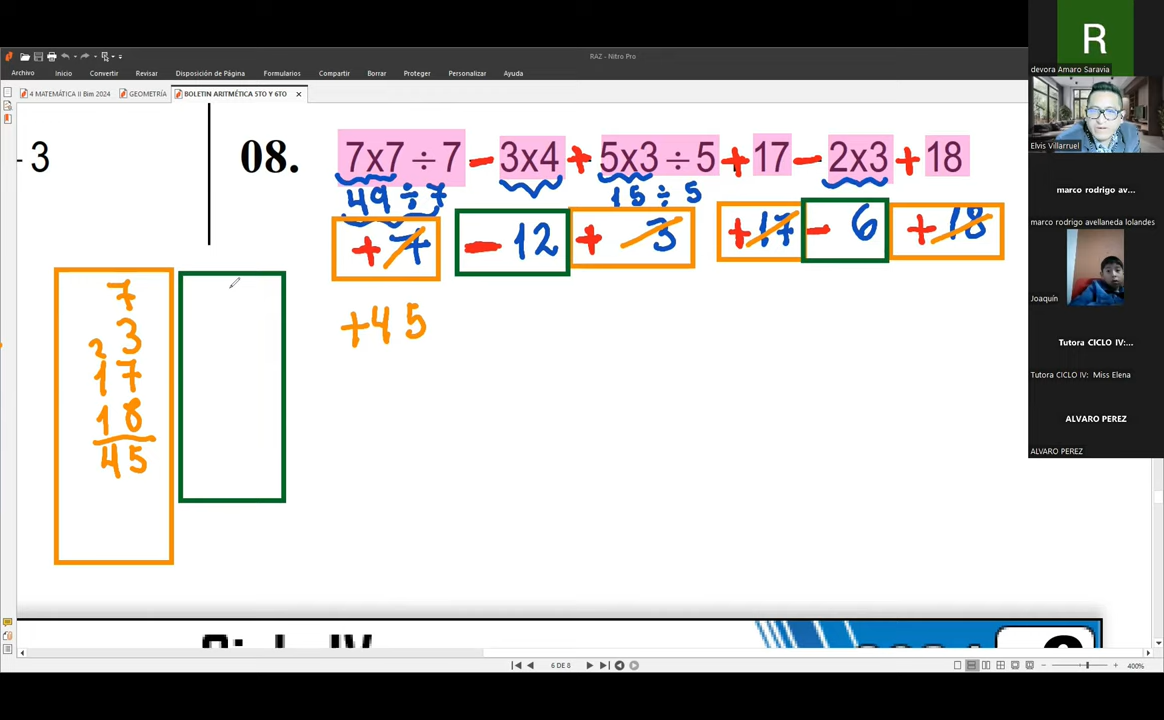 RAZ - Nitro Pro
Archivo Inicio Convertir Revisar Disposición de Página Formularios Compartir Borrar Proteger Personalizar Ayuda
4 MATEMÁTICA II Bim 2024 GEOMETRÍA BOLETIN ARITMÉTICA 5TO Y 6TO ×
- 3
08. 7x7 ÷ 7 - 3x4 + 5x3 ÷ 5 + 17 - 2x3 + 18
49 ÷ 7 15 ÷ 5
+ 7 - 12 + 3 + 17 - 6 + 18
+45
7
2 3
17
18
45
6 DE 8
400%
R
devora Amaro Saravia
Elvis Villarruel
marco rodrigo av...
marco rodrigo avellaneda lolandes
Joaquín
Tutora CICLO IV:...
Tutora CICLO IV: Miss Elena
ALVARO PEREZ
ALVARO PEREZ